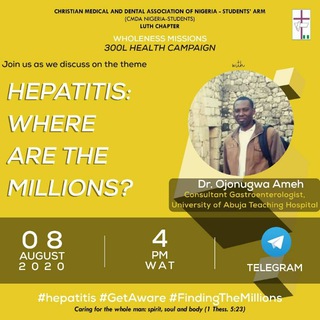 CHRISTIAN MEDICAL AND DENTAL ASSOCIATION OF NIGERIA - STUDENTS' ARM
(CMDA NIGERIA-STUDENTS)
LUTH CHAPTER
WHOLENESS MISSIONS
300L HEALTH CAMPAIGN
Join us as we discuss on the theme
with
HEPATITIS:
WHERE
ARE THE
MILLIONS?
Dr. Ojonugwa Ameh
Consultant Gastroenterologist,
University of Abuja Teaching Hospital
08
AUGUST
2020
4
PM
WAT
TELEGRAM
#hepatitis #GetAware #FindingTheMillions
Caring for the whole man: spirit, soul and body (1 Thess. 5:23)